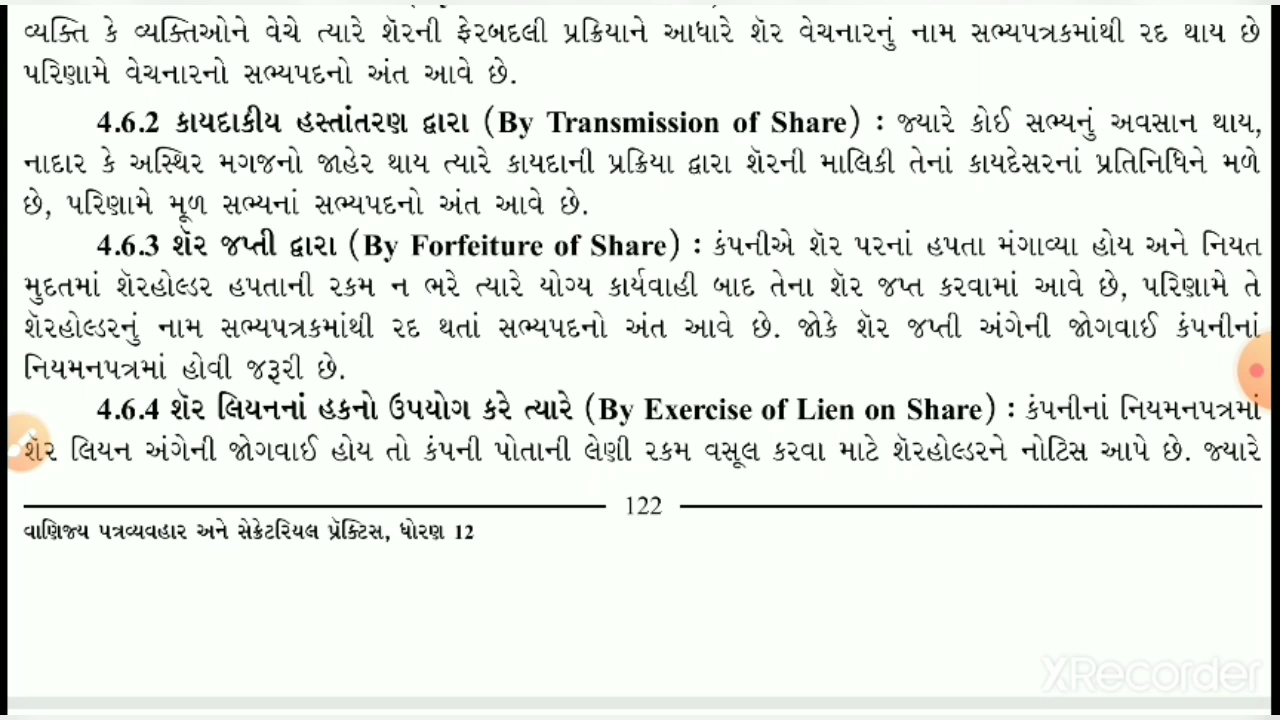 વ્યક્તિ કે વ્યક્તિઓને વેચે ત્યારે શૅરની ફેરબદલી પ્રક્રિયાને આધારે શૅર વેચનારનું નામ સભ્યપત્રકમાંથી રદ થાય છે
પરિણામે વેચનારનો સભ્યપદનો અંત આવે છે.
4.6.2 કાયદાકીય હસ્તાંતરણ દ્વારા (By Transmission of Share) : જ્યારે કોઈ સભ્યનું અવસાન થાય,
નાદાર કે અસ્થિર મગજનો જાહેર થાય ત્યારે કાયદાની પ્રક્રિયા દ્વારા શૅરની માલિકી તેનાં કાયદેસરનાં પ્રતિનિધિને મળે
છે, પરિણામે મૂળ સભ્યનાં સભ્યપદનો અંત આવે છે.
4.6.3 શૅર જપ્તી દ્વારા (By Forfeiture of Share) : કંપનીએ શૅર પરનાં હપતા મંગાવ્યા હોય અને નિયત
મુદતમાં શૅરહોલ્ડર હપતાની રકમ ન ભરે ત્યારે યોગ્ય કાર્યવાહી બાદ તેના શૅર જપ્ત કરવામાં આવે છે, પરિણામે તે
શૅરહોલ્ડરનું નામ સભ્યપત્રકમાંથી રદ થતાં સભ્યપદનો અંત આવે છે. જોકે શૅર જપ્તી અંગેની જોગવાઈ કંપનીનાં
નિયમનપત્રમાં હોવી જરૂરી છે.
4.6.4 શૅર લિયનનાં હકનો ઉપયોગ કરે ત્યારે (By Exercise of Lien on Share) : કંપનીનાં નિયમનપત્રમાં
શૅર લિયન અંગેની જોગવાઈ હોય તો કંપની પોતાની લેણી રકમ વસૂલ કરવા માટે શૅરહોલ્ડરને નોટિસ આપે છે. જ્યારે
122
વાણિજ્ય પત્રવ્યવહાર અને સેક્રેટરિયલ પ્રૅક્ટિસ, ધોરણ 12
XRecorder